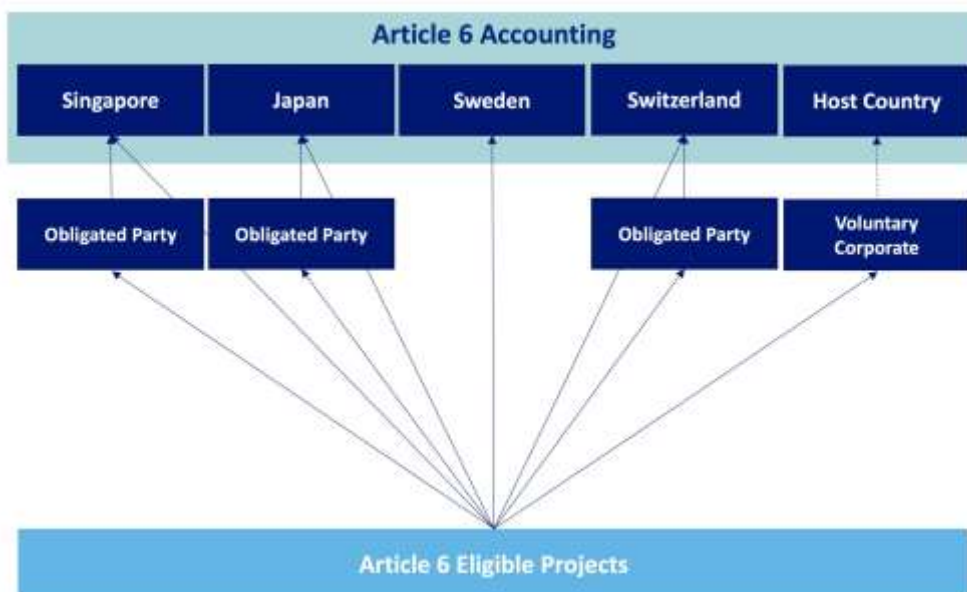 Article 6 Accounting
Singapore
Japan
Sweden
Switzerland
Host Country
Obligated Party
Obligated Party
Obligated Party
Voluntary
Corporate
Article 6 Eligible Projects